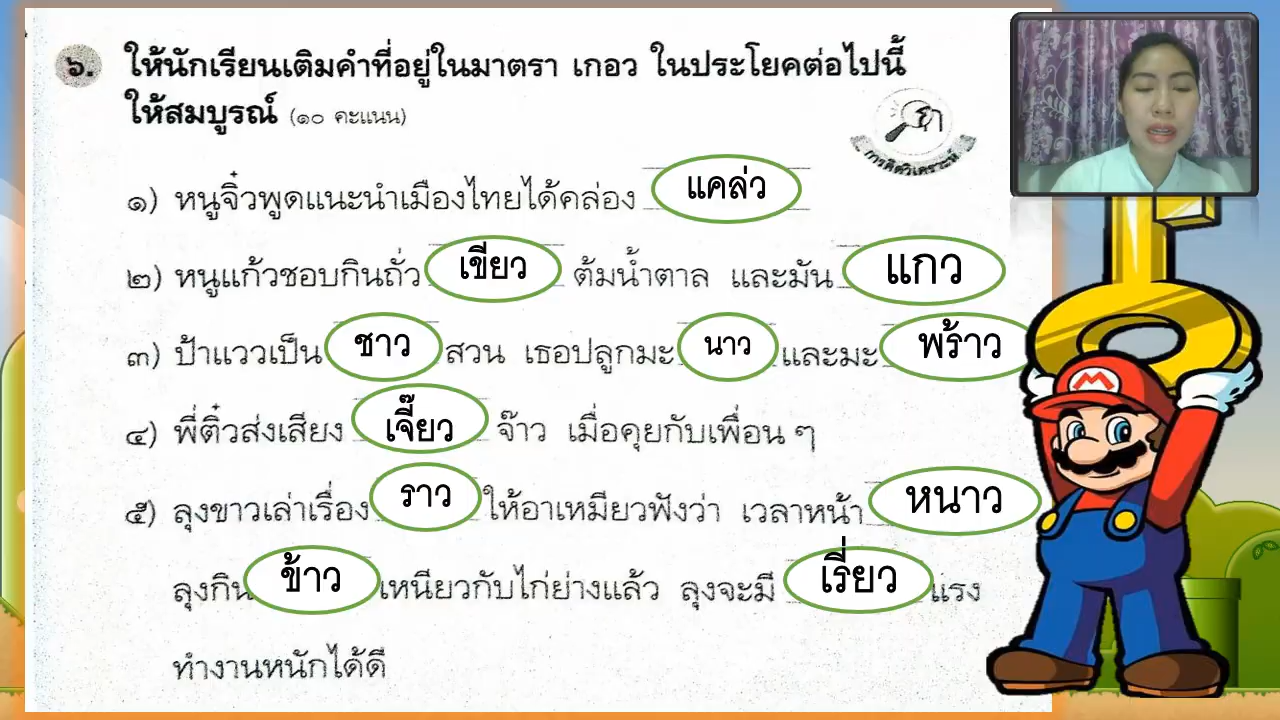 ๖. ให้นักเรียนเติมคำที่อยู่ในมาตรา เกอว ในประโยคต่อไปนี้
ให้สมบูรณ์ (๑๐ คะแนน)
การคิดวิเคราะห์
๑) หนูจิ๋วพูดแนะนำเมืองไทยได้คล่อง แคล่ว
๒) หนูแก้วชอบกินถั่ว เขียว ต้มน้ำตาล และมัน แกว
๓) ป้าแววเป็น ชาว สวน เธอปลูกมะ นาว และมะ พร้าว
๔) พี่ติ๋วส่งเสียง เจี๊ยว จ๊าว เมื่อคุยกับเพื่อน ๆ
๕) ลุงขาวเล่าเรื่อง ราว ให้อาเหมียวฟังว่า เวลาหน้า หนาว
ลุงกิน ข้าว เหนียวกับไก่ย่างแล้ว ลุงจะมี เรี่ยว แรง
ทำงานหนักได้ดี
M